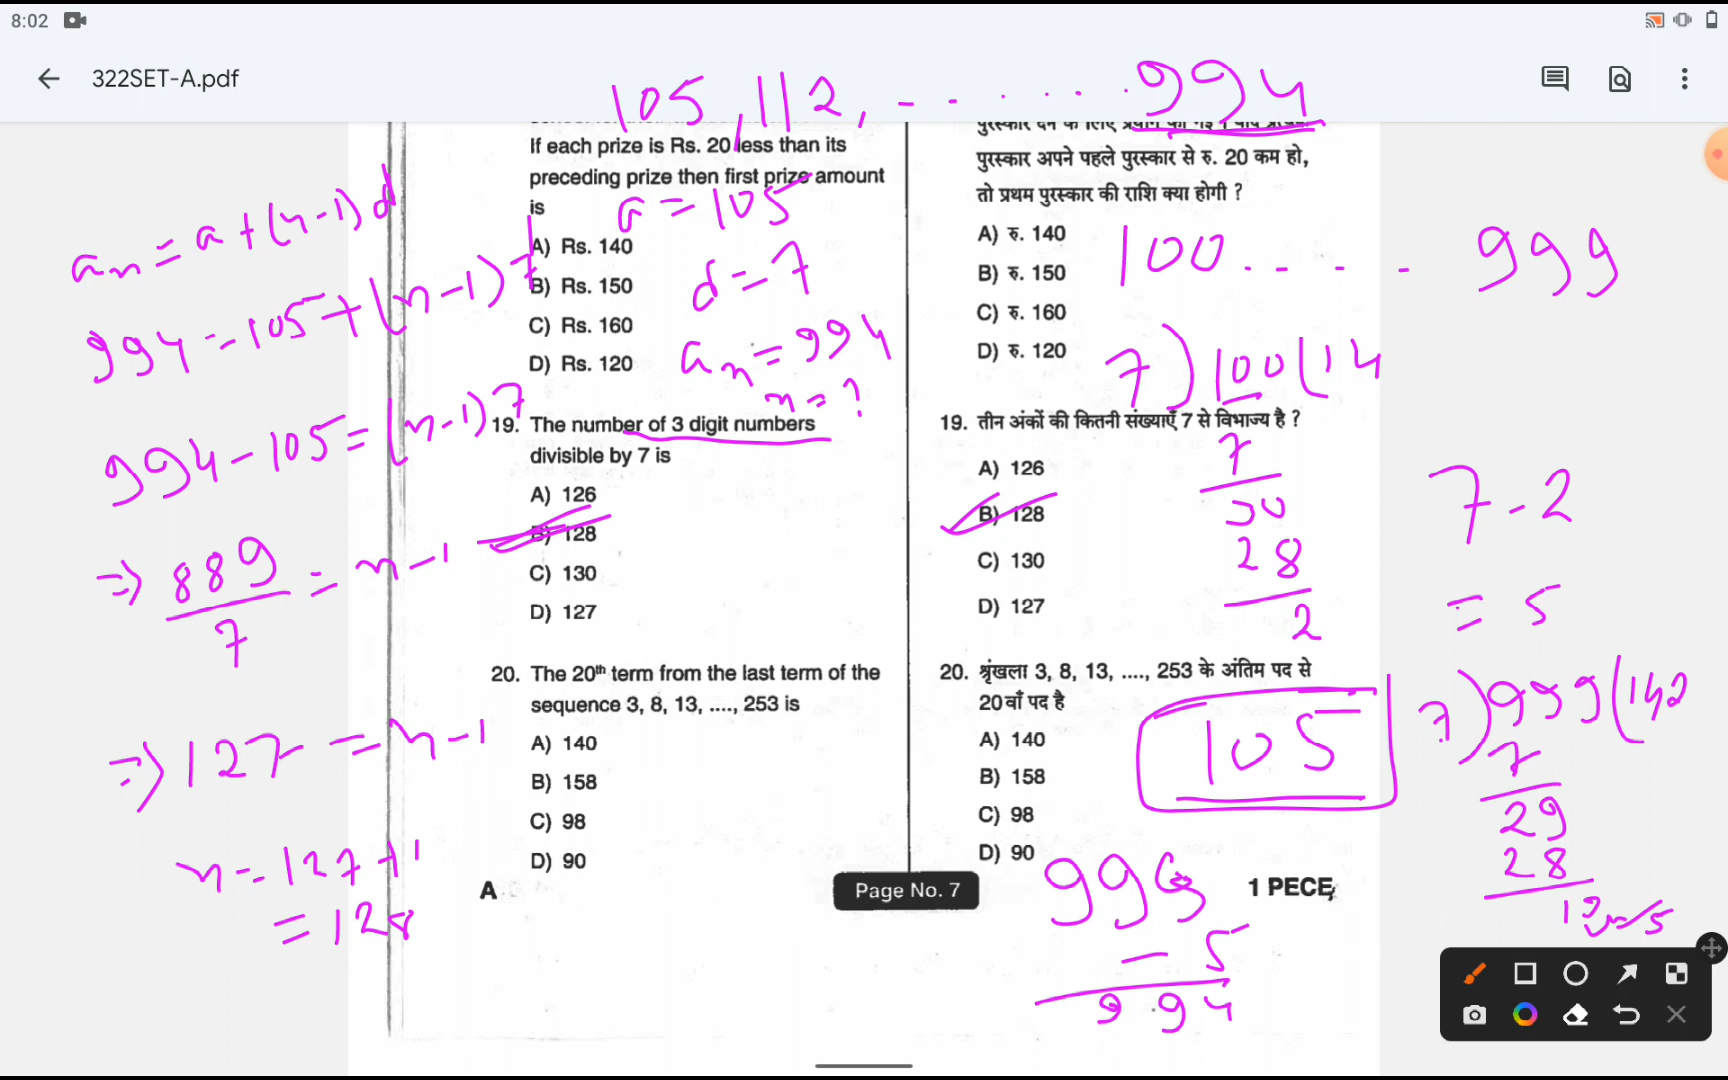 8:02
322SET-A.pdf
105, 112, - - . . . . . 994
If each prize is Rs. 20 less than its
preceding prize then first prize amount
is
A) Rs. 140
B) Rs. 150
C) Rs. 160
D) Rs. 120
19. The number of 3 digit numbers
divisible by 7 is
A) 126
B) 128
C) 130
D) 127
20. The 20th term from the last term of the
sequence 3, 8, 13, ...., 253 is
A) 140
B) 158
C) 98
D) 90
A
Page No. 7
पुरस्कार अपने पहले पुरस्कार से रु. 20 कम हो,
तो प्रथम पुरस्कार की राशि क्या होगी ?
A) रु. 140
B) रु. 150
C) रु. 160
D) रु. 120
19. तीन अंकों की कितनी संख्याएँ 7 से विभाज्य है ?
A) 126
B) 128
C) 130
D) 127
20. श्रृंखला 3, 8, 13, ...., 253 के अंतिम पद से
20वाँ पद है
A) 140
B) 158
C) 98
D) 90
1 PECE
an = a + (n-1) d
994 = 105 + (n-1) 7
994 - 105 = (n-1) 7
=> 889/7 = n-1
=> 127 = n-1
n = 127 + 1
= 128
a = 105
d = 7
an = 994
n = ?
100 . . . . - 999
7 ) 100 ( 14
7
30
28
2
7 - 2
= 5
105
7 ) 999 ( 142
7
29
28
19
- 5
994